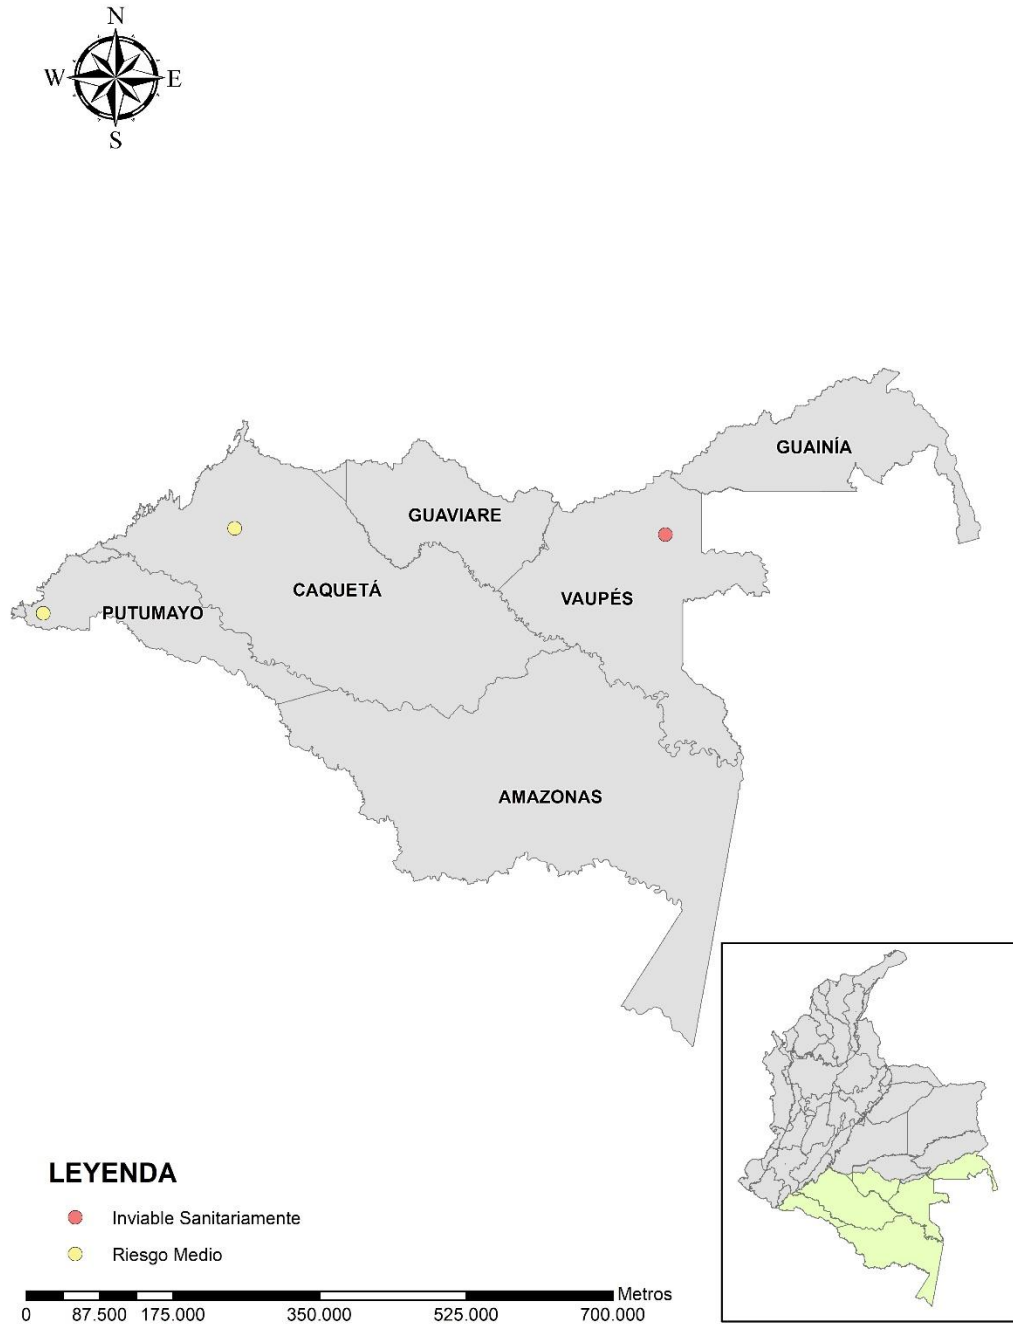 N
W E
S
GUAINÍA
GUAVIARE
CAQUETÁ
VAUPÉS
PUTUMAYO
AMAZONAS
LEYENDA
Inviable Sanitariamente
Riesgo Medio
Metros
0 87.500 175.000 350.000 525.000 700.000